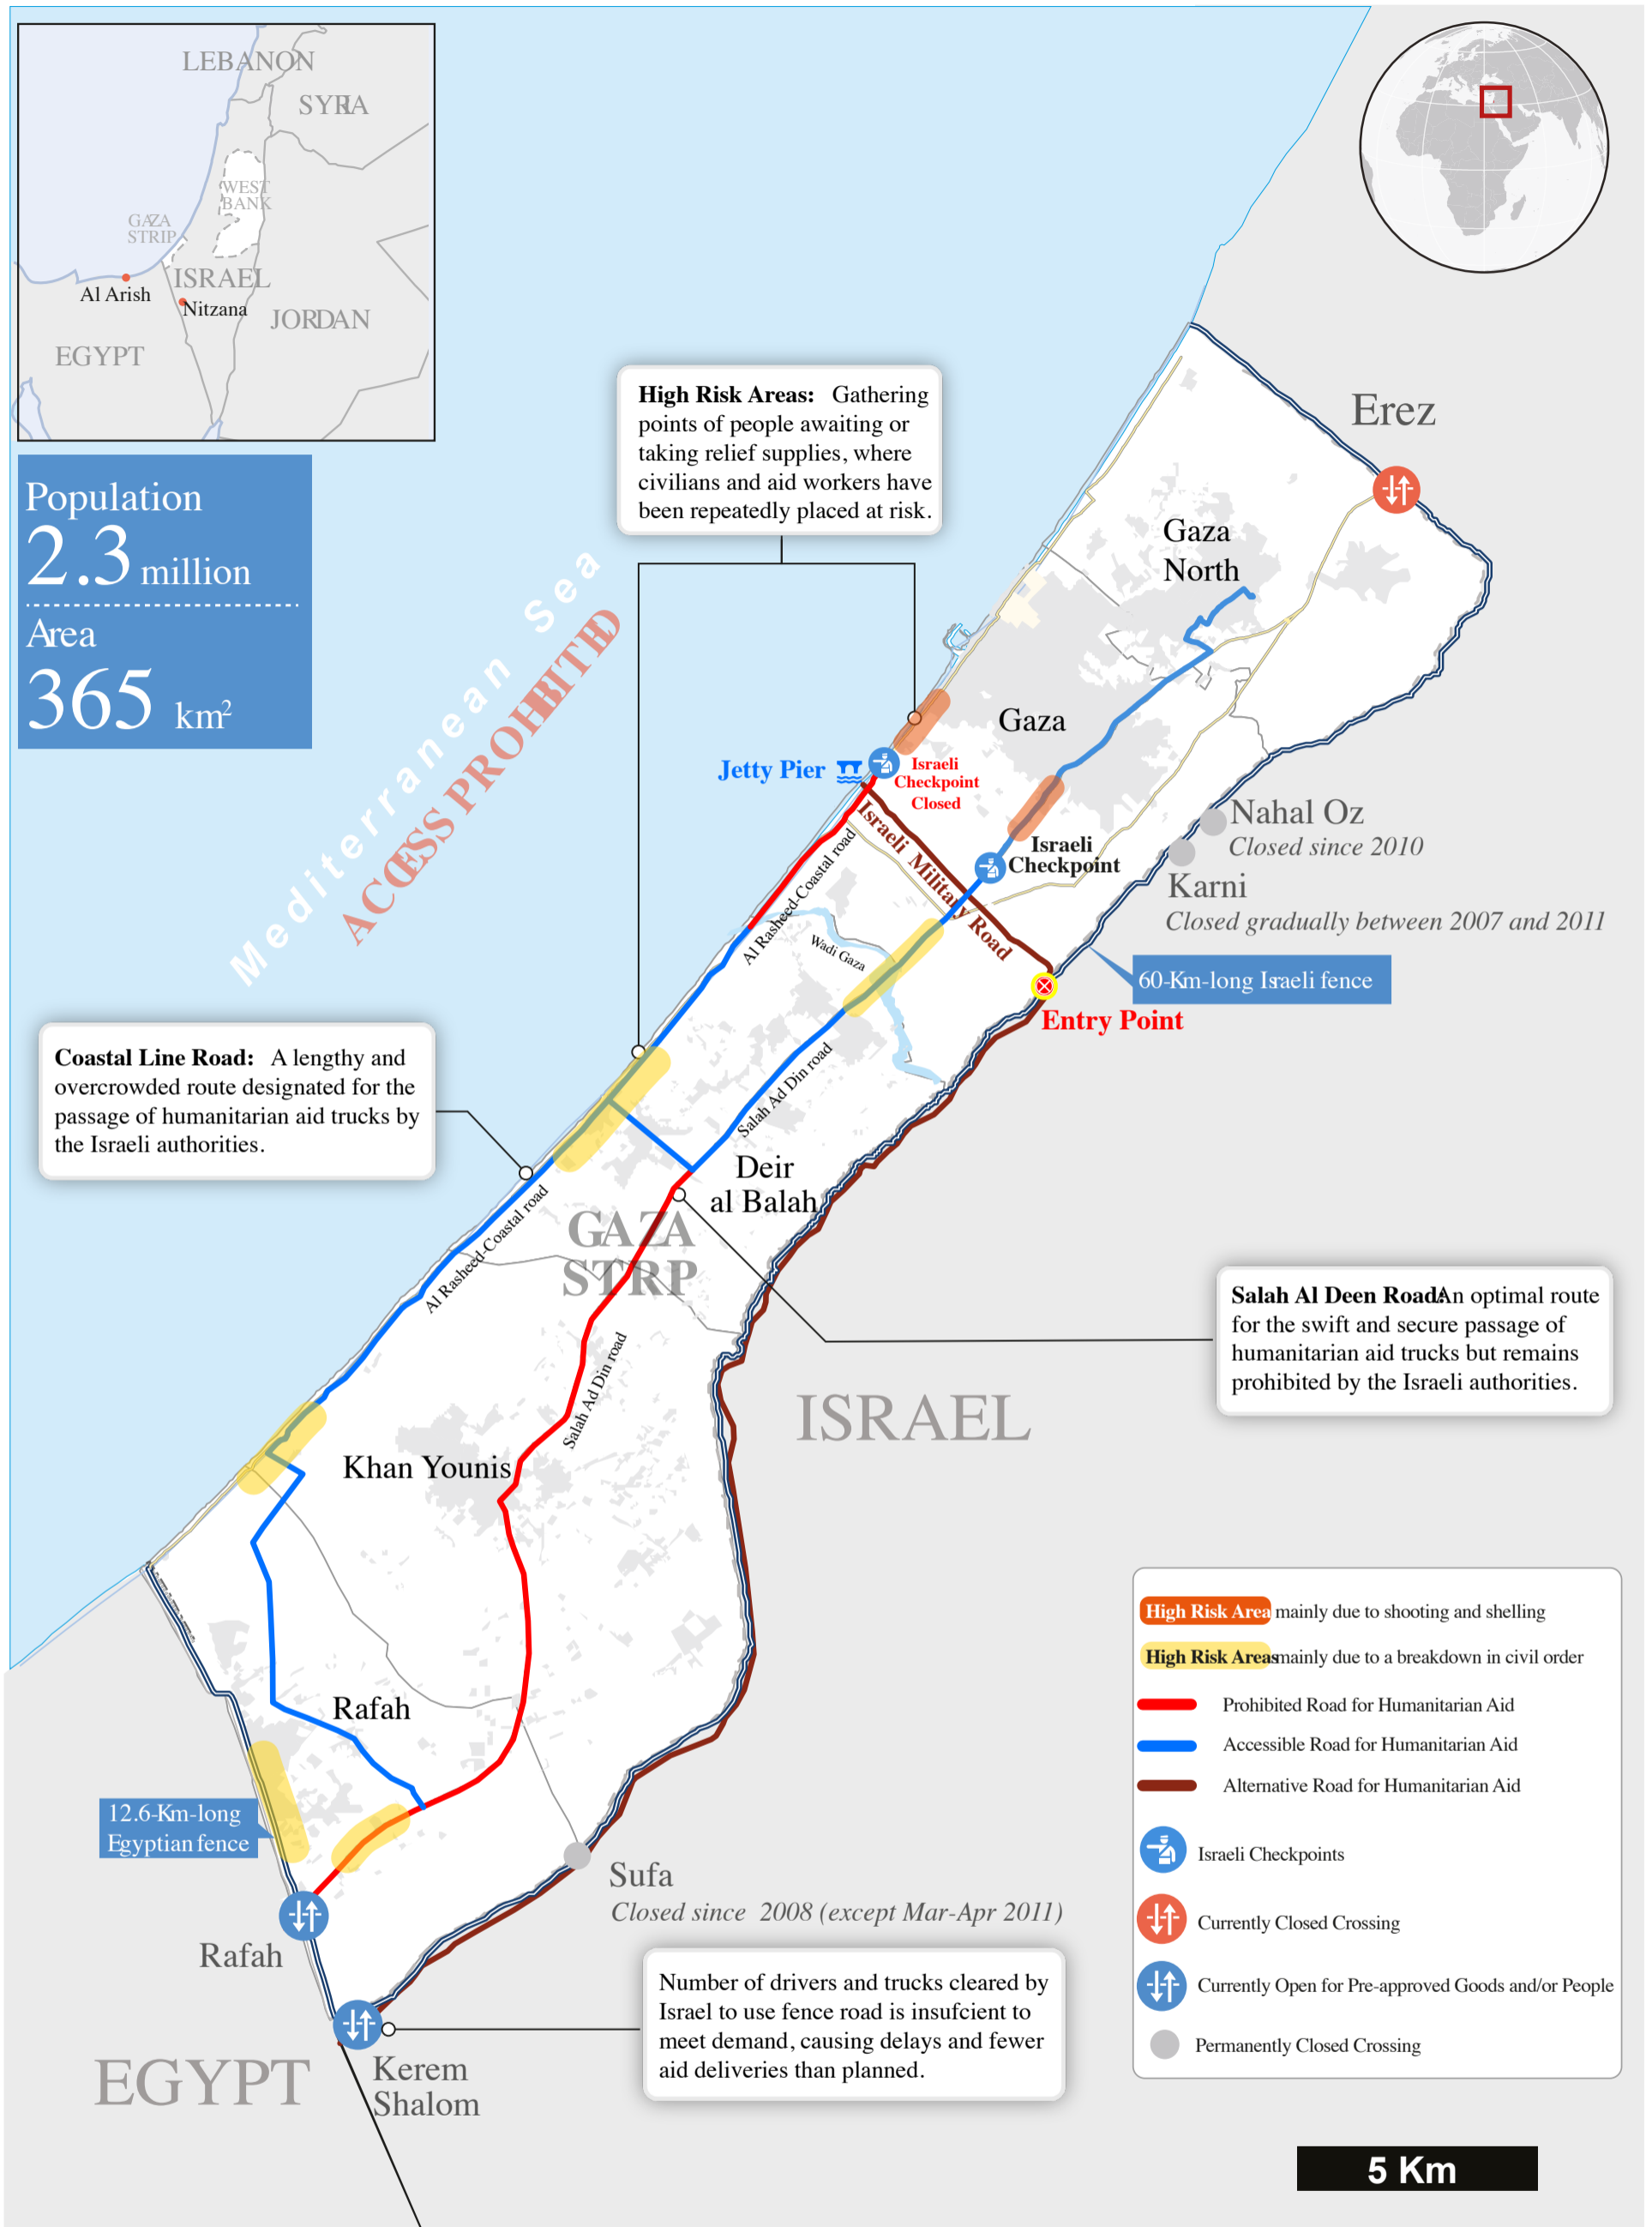 LEBANON
SYRIA
WEST
BANK
GAZA
STRIP
ISRAEL
Al Arish
Nitzana
JORDAN
EGYPT
Population
2.3 million
Area
365 km²
Mediterranean Sea
ACCESS PROHIBITED
High Risk Areas: Gathering
points of people awaiting or
taking relief supplies, where
civilians and aid workers have
been repeatedly placed at risk.
Erez
Gaza
North
Gaza
Jetty Pier
Israeli
Checkpoint
Closed
Israeli Military Road
Israeli
Checkpoint
Nahal Oz
Closed since 2010
Karni
Closed gradually between 2007 and 2011
60-Km-long Israeli fence
Entry Point
Al Rasheed-Coastal road
Wadi Gaza
Salah Ad Din road
Coastal Line Road: A lengthy and
overcrowded route designated for the
passage of humanitarian aid trucks by
the Israeli authorities.
Deir
al Balah
GAZA
STRIP
Al Rasheed-Coastal road
Salah Ad Din road
Salah Al Deen Road: An optimal route
for the swift and secure passage of
humanitarian aid trucks but remains
prohibited by the Israeli authorities.
ISRAEL
Khan Younis
Rafah
12.6-Km-long
Egyptian fence
Sufa
Closed since 2008 (except Mar-Apr 2011)
Rafah
Number of drivers and trucks cleared by
Israel to use fence road is insufcient to
meet demand, causing delays and fewer
aid deliveries than planned.
Kerem
Shalom
EGYPT
High Risk Area mainly due to shooting and shelling
High Risk Areas mainly due to a breakdown in civil order
Prohibited Road for Humanitarian Aid
Accessible Road for Humanitarian Aid
Alternative Road for Humanitarian Aid
Israeli Checkpoints
Currently Closed Crossing
Currently Open for Pre-approved Goods and/or People
Permanently Closed Crossing
5 Km